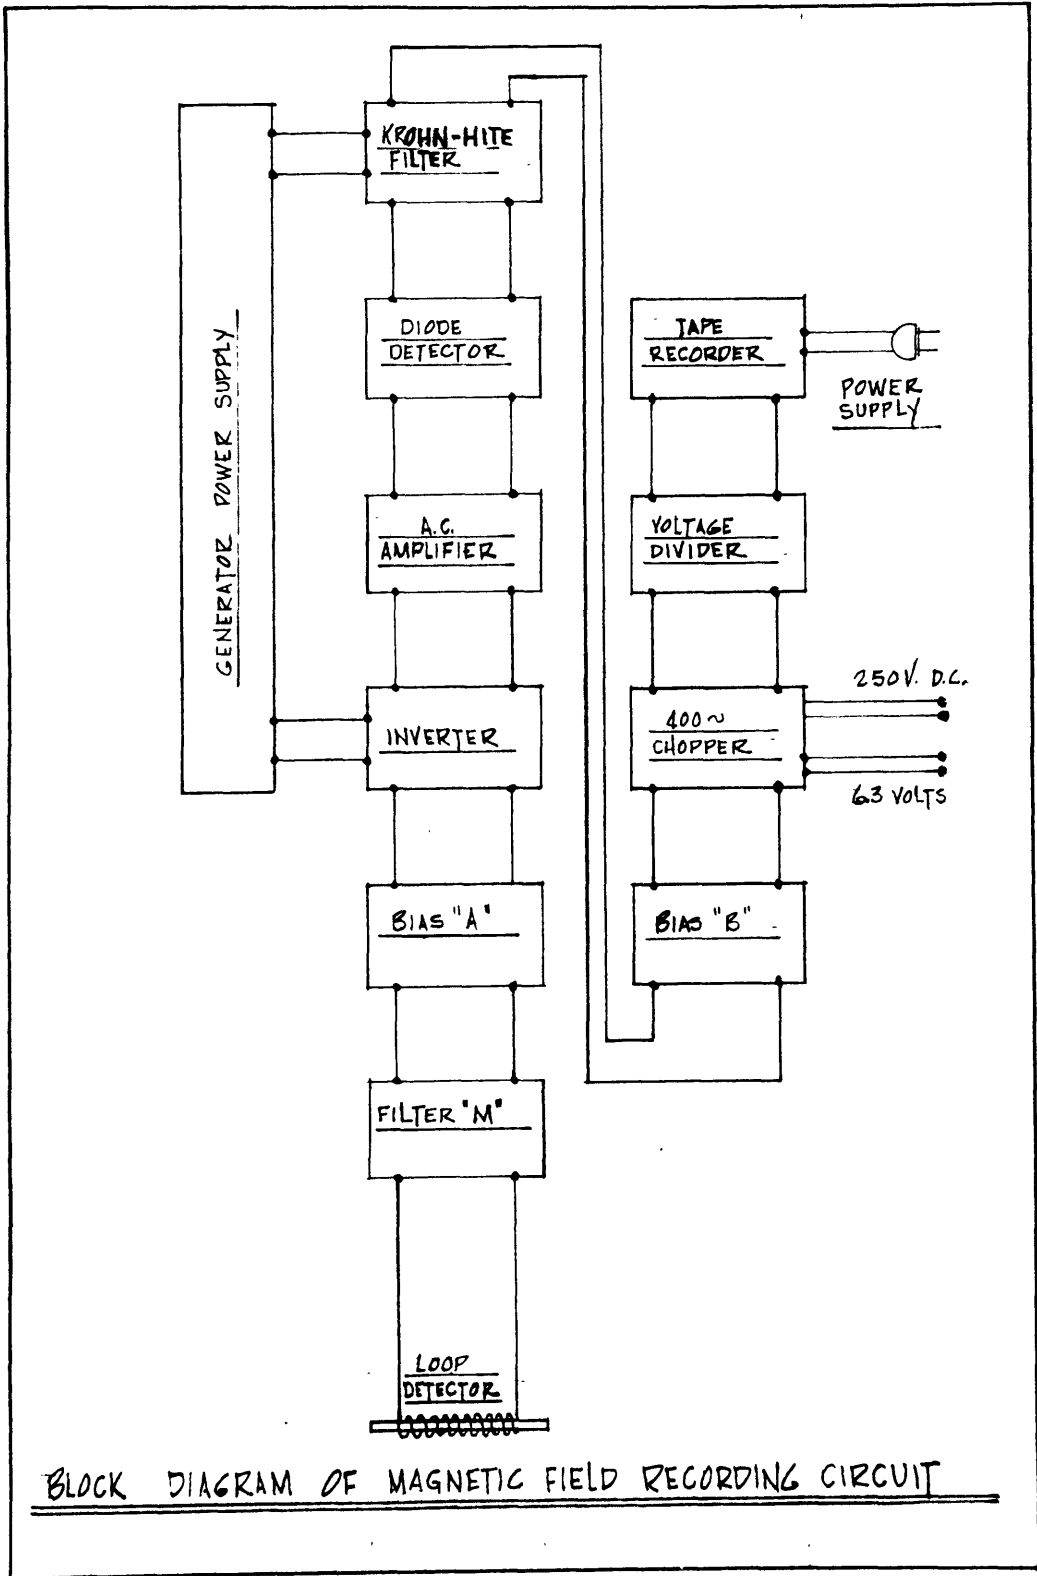 KROHN-HITE
FILTER
GENERATOR POWER SUPPLY
DIODE
DETECTOR
TAPE
RECORDER
POWER
SUPPLY
A.C.
AMPLIFIER
VOLTAGE
DIVIDER
INVERTER
400~
CHOPPER
250V. D.C.
6.3 VOLTS
BIAS "A"
BIAS "B"
FILTER "M"
LOOP
DETECTOR
BLOCK DIAGRAM OF MAGNETIC FIELD RECORDING CIRCUIT